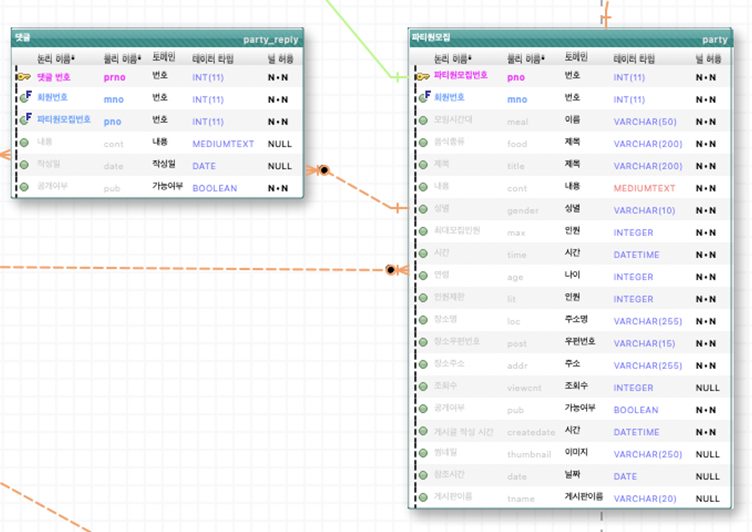 댓글 party_reply
논리 이름 물리 이름 도메인 데이터 타입 널 허용
댓글 번호 prno 번호 INT(11) N•N
F 회원번호 mno 번호 INT(11) N•N
F 파티원모집번호 pno 번호 INT(11) N•N
내용 cont 내용 MEDIUMTEXT NULL
작성일 date 작성일 DATE NULL
공개여부 pub 가능여부 BOOLEAN N•N
파티원모집 party
논리 이름 물리 이름 도메인 데이터 타입 널 허용
파티원모집번호 pno 번호 INT(11) N•N
F 회원번호 mno 번호 INT(11) N•N
모임시간대 meal 이름 VARCHAR(50) N•N
음식종류 food 제목 VARCHAR(200) N•N
제목 title 제목 VARCHAR(200) N•N
내용 cont 내용 MEDIUMTEXT N•N
성별 gender 성별 VARCHAR(10) N•N
최대모집인원 max 인원 INTEGER N•N
시간 time 시간 DATETIME N•N
연령 age 나이 INTEGER N•N
인원제한 lit 인원 INTEGER N•N
장소명 loc 주소명 VARCHAR(255) N•N
장소우편번호 post 우편번호 VARCHAR(15) N•N
장소주소 addr 주소 VARCHAR(255) N•N
조회수 viewcnt 조회수 INTEGER NULL
공개여부 pub 가능여부 BOOLEAN N•N
게시글 작성 시간 createdate 시간 DATETIME N•N
썸네일 thumbnail 이미지 VARCHAR(250) NULL
참조시간 date 날짜 DATE NULL
게시판이름 tname 게시판이름 VARCHAR(20) NULL